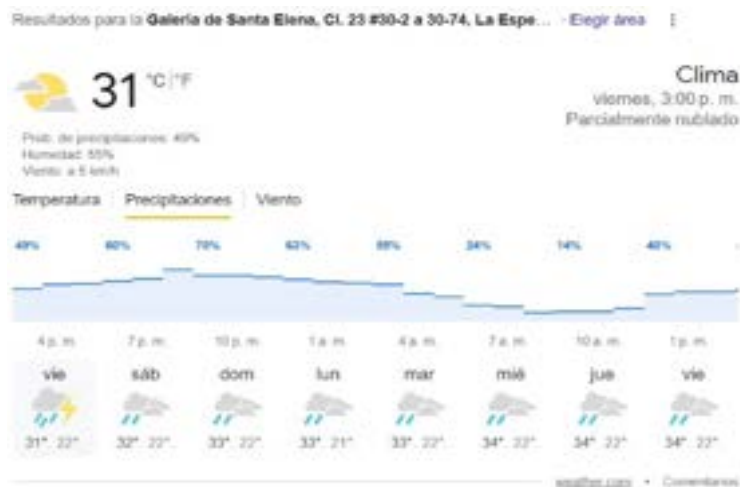 Resultados para la Galería de Santa Elena, Cl. 23 #30-2 a 30-74, La Espe... · Elegir área
31 °C | °F
Prob. de precipitaciones: 49%
Humedad: 55%
Viento: a 5 km/h
Clima
viernes, 3:00 p. m.
Parcialmente nublado
Temperatura Precipitaciones Viento
49% 60% 70% 62% 24% 14% 40%
4 p. m. 7 p. m. 10 p. m. 1 a. m. 4 a. m. 7 a. m. 10 a. m. 1 p. m.
vie sáb dom lun mar mié jue vie
31° 22° 32° 22° 33° 22° 33° 21° 33° 22° 34° 22° 34° 22° 34° 22°
weather.com • Comentarios